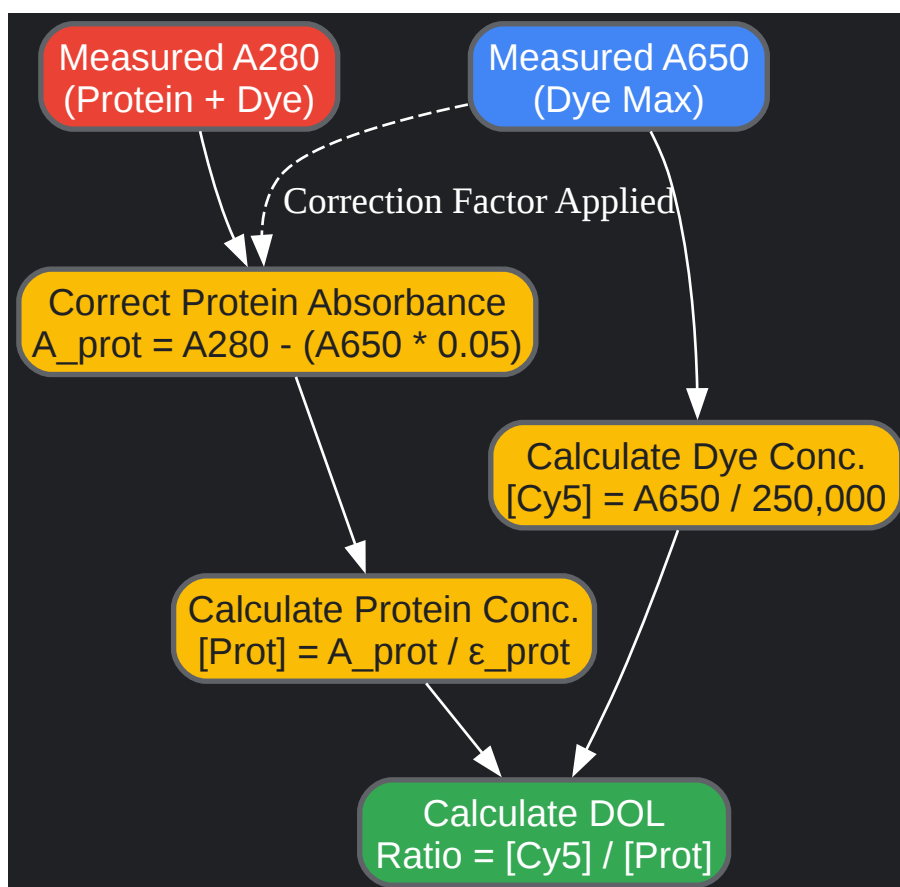 Measured A280
(Protein + Dye)
Measured A650
(Dye Max)
Correction Factor Applied
Correct Protein Absorbance
A_prot = A280 - (A650 * 0.05)
Calculate Dye Conc.
[Cy5] = A650 / 250,000
Calculate Protein Conc.
[Prot] = A_prot / ε_prot
Calculate DOL
Ratio = [Cy5] / [Prot]